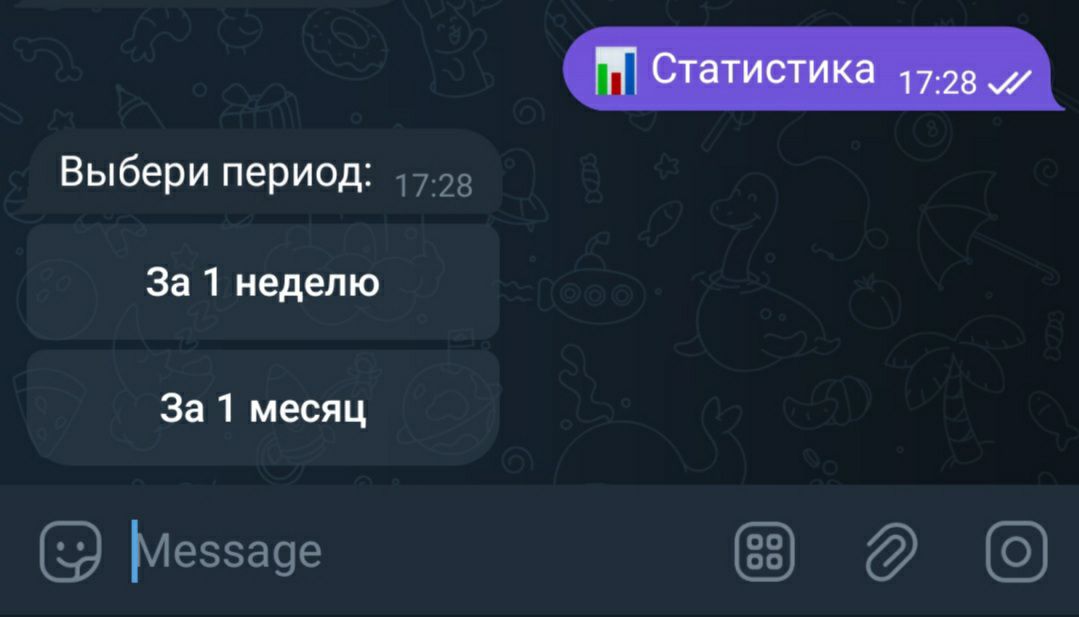 📊 Статистика 17:28
Выбери период: 17:28
За 1 неделю
За 1 месяц
Message